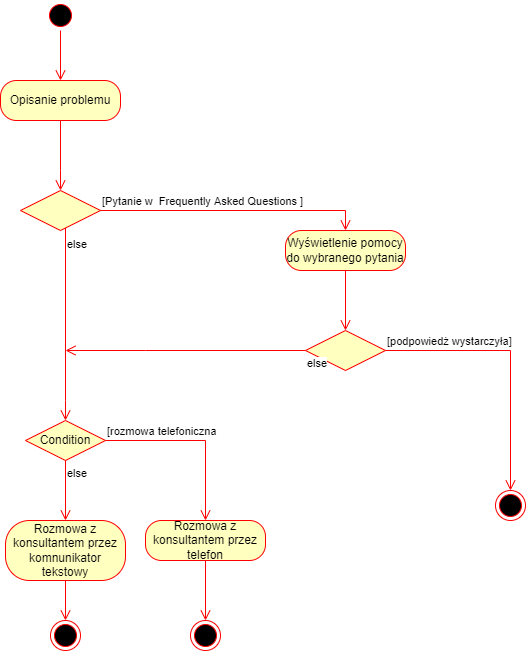 Opisanie problemu
[Pytanie w  Frequently Asked Questions ]
else
Wyświetlenie pomocy
do wybranego pytania
[podpowiedź wystarczyła]
else
Condition
[rozmowa telefoniczna
else
Rozmowa z
konsultantem przez
komnunikator
tekstowy
Rozmowa z
konsultantem przez
telefon